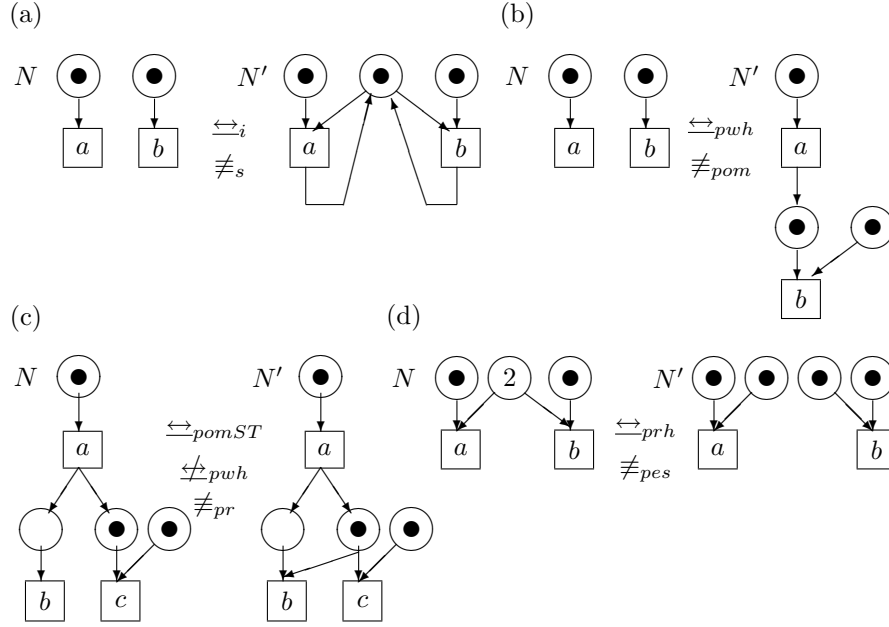 (a) (b)
N N′ N N′
a b ↔̲i ≢s a b
a b ↔̲pwh ≢pom a
b
(c) (d)
N N′ N 2 N′
a ↔̲pomST a
↮̲pwh
≢pr
a b ↔̲prh a b
≢pes
b c b c